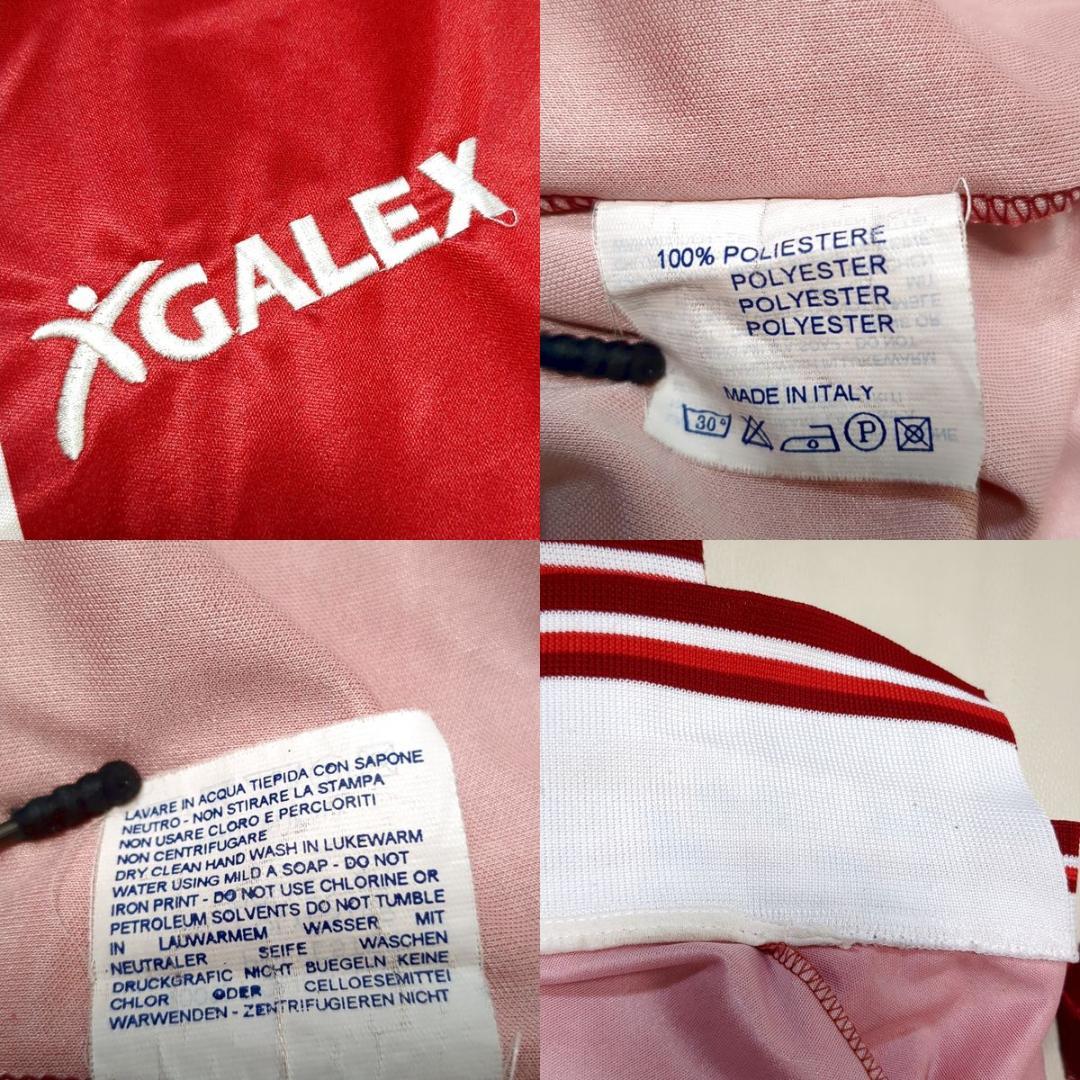 GALEX
100% POLIESTERE
POLYESTER
POLYESTER
POLYESTER
MADE IN ITALY
30°
P
LAVARE IN ACQUA TIEPIDA CON SAPONE
NEUTRO - NON STIRARE LA STAMPA
NON USARE CLORO E PERCLORITI
NON CENTRIFUGARE
DRY CLEAN HAND WASH IN LUKEWARM
WATER USING MILD A SOAP - DO NOT
IRON PRINT - DO NOT USE CHLORINE OR
PETROLEUM SOLVENTS DO NOT TUMBLE
IN LAUWARMEM WASSER MIT
NEUTRALER SEIFE WASCHEN
DRUCKGRAFIC NICHT BUEGELN KEINE
CHLOR ODER CELLOESEMITTEI
WARWENDEN - ZENTRIFUGIEREN NICHT